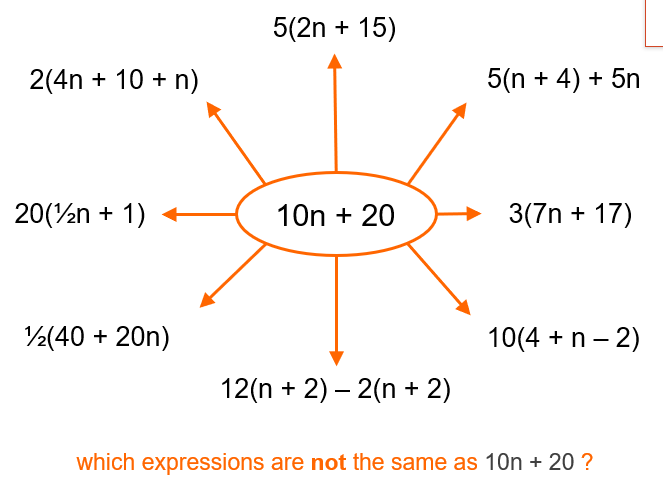 5(2n + 15)
2(4n + 10 + n)
5(n + 4) + 5n
20(½n + 1)
10n + 20
3(7n + 17)
½(40 + 20n)
10(4 + n – 2)
12(n + 2) – 2(n + 2)
which expressions are not the same as 10n + 20 ?